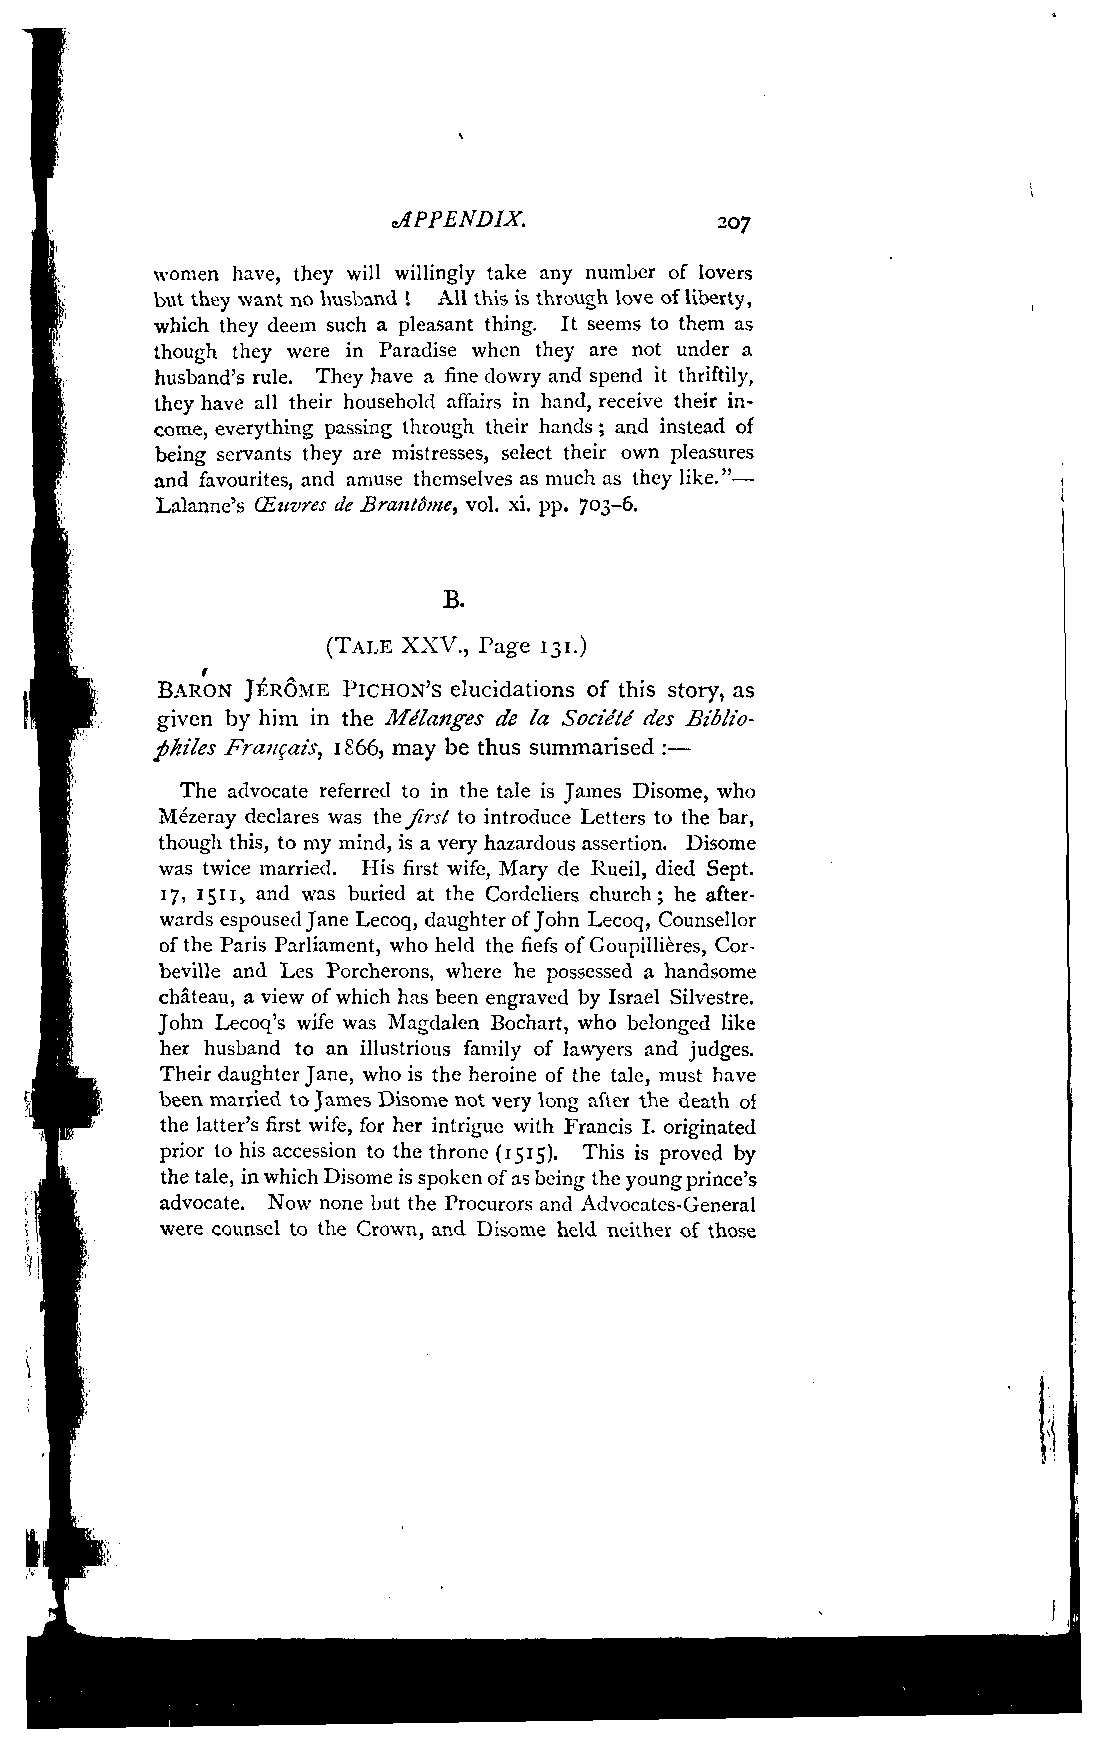 APPENDIX. 207
women have, they will willingly take any number of lovers
but they want no husband ! All this is through love of liberty,
which they deem such a pleasant thing. It seems to them as
though they were in Paradise when they are not under a
husband's rule. They have a fine dowry and spend it thriftily,
they have all their household affairs in hand, receive their in-
come, everything passing through their hands ; and instead of
being servants they are mistresses, select their own pleasures
and favourites, and amuse themselves as much as they like."—
Lalanne's Œuvres de Brantôme, vol. xi. pp. 703-6.
B.
(TALE XXV., Page 131.)
BARON JÉRÔME PICHON'S elucidations of this story, as
given by him in the Mélanges de la Société des Biblio-
philes Français, 1866, may be thus summarised :—
The advocate referred to in the tale is James Disome, who
Mézeray declares was the first to introduce Letters to the bar,
though this, to my mind, is a very hazardous assertion. Disome
was twice married. His first wife, Mary de Rueil, died Sept.
17, 1511, and was buried at the Cordeliers church ; he after-
wards espoused Jane Lecoq, daughter of John Lecoq, Counsellor
of the Paris Parliament, who held the fiefs of Goupillières, Cor-
beville and Les Porcherons, where he possessed a handsome
château, a view of which has been engraved by Israel Silvestre.
John Lecoq's wife was Magdalen Bochart, who belonged like
her husband to an illustrious family of lawyers and judges.
Their daughter Jane, who is the heroine of the tale, must have
been married to James Disome not very long after the death of
the latter's first wife, for her intrigue with Francis I. originated
prior to his accession to the throne (1515). This is proved by
the tale, in which Disome is spoken of as being the young prince's
advocate. Now none but the Procurors and Advocates-General
were counsel to the Crown, and Disome held neither of those